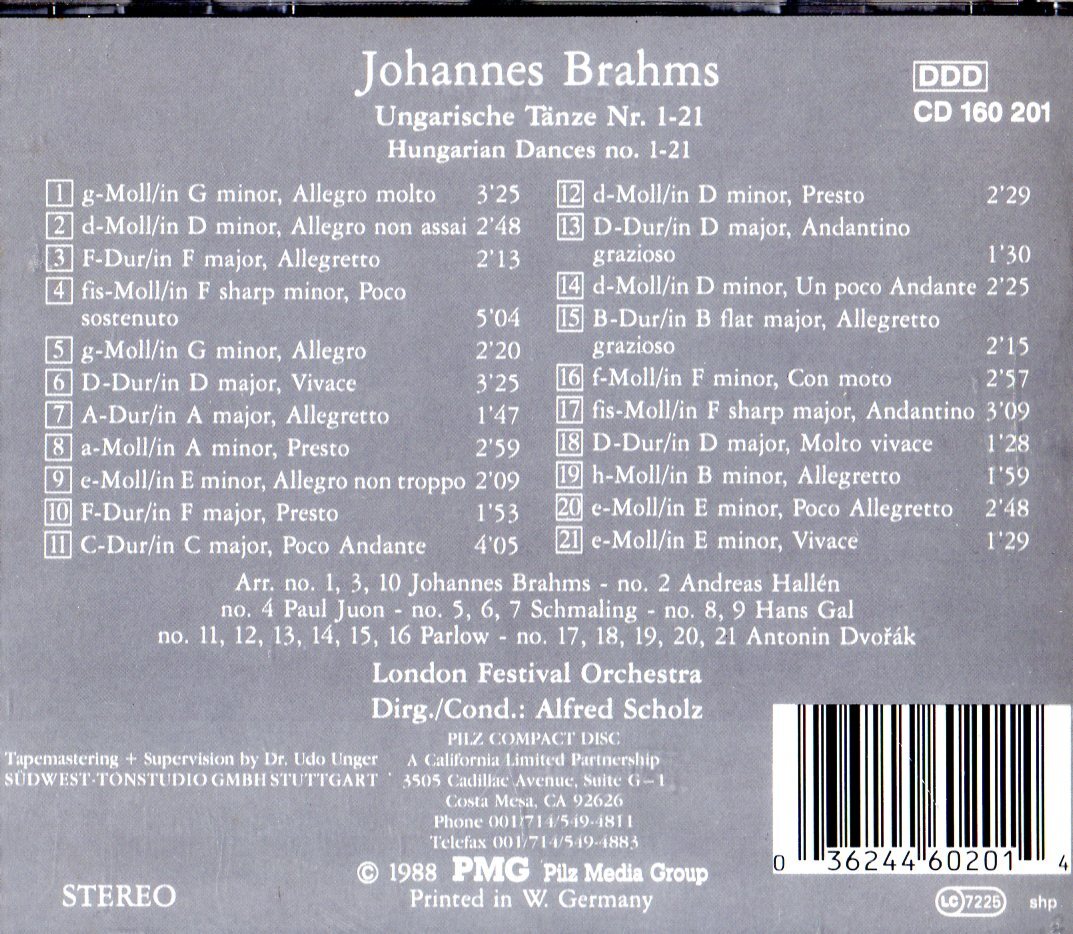 Johannes Brahms
DDD
CD 160 201
Ungarische Tänze Nr. 1-21
Hungarian Dances no. 1-21
1 g-Moll/in G minor, Allegro molto 3'25
2 d-Moll/in D minor, Allegro non assai 2'48
3 F-Dur/in F major, Allegretto 2'13
4 fis-Moll/in F sharp minor, Poco
sostenuto 5'04
5 g-Moll/in G minor, Allegro 2'20
6 D-Dur/in D major, Vivace 3'25
7 A-Dur/in A major, Allegretto 1'47
8 a-Moll/in A minor, Presto 2'59
9 e-Moll/in E minor, Allegro non troppo 2'09
10 F-Dur/in F major, Presto 1'53
11 C-Dur/in C major, Poco Andante 4'05
12 d-Moll/in D minor, Presto 2'29
13 D-Dur/in D major, Andantino
grazioso 1'30
14 d-Moll/in D minor, Un poco Andante 2'25
15 B-Dur/in B flat major, Allegretto
grazioso 2'15
16 f-Moll/in F minor, Con moto 2'57
17 fis-Moll/in F sharp major, Andantino 3'09
18 D-Dur/in D major, Molto vivace 1'28
19 h-Moll/in B minor, Allegretto 1'59
20 e-Moll/in E minor, Poco Allegretto 2'48
21 e-Moll/in E minor, Vivace 1'29
Arr. no. 1, 3, 10 Johannes Brahms - no. 2 Andreas Hallén
no. 4 Paul Juon - no. 5, 6, 7 Schmaling - no. 8, 9 Hans Gal
no. 11, 12, 13, 14, 15, 16 Parlow - no. 17, 18, 19, 20, 21 Antonin Dvořák
London Festival Orchestra
Dirg./Cond.: Alfred Scholz
Tapemastering + Supervision by Dr. Udo Unger
SÜDWEST-TONSTUDIO GMBH STUTTGART
PILZ COMPACT DISC
A California Limited Partnership
3505 Cadillac Avenue, Suite G-1
Costa Mesa, CA 92626
Phone 001/714/549-4811
Telefax 001/714/549-4883
© 1988 PMG Pilz Media Group
Printed in W. Germany
STEREO
0 36244 60201 4
LC 7225
shp